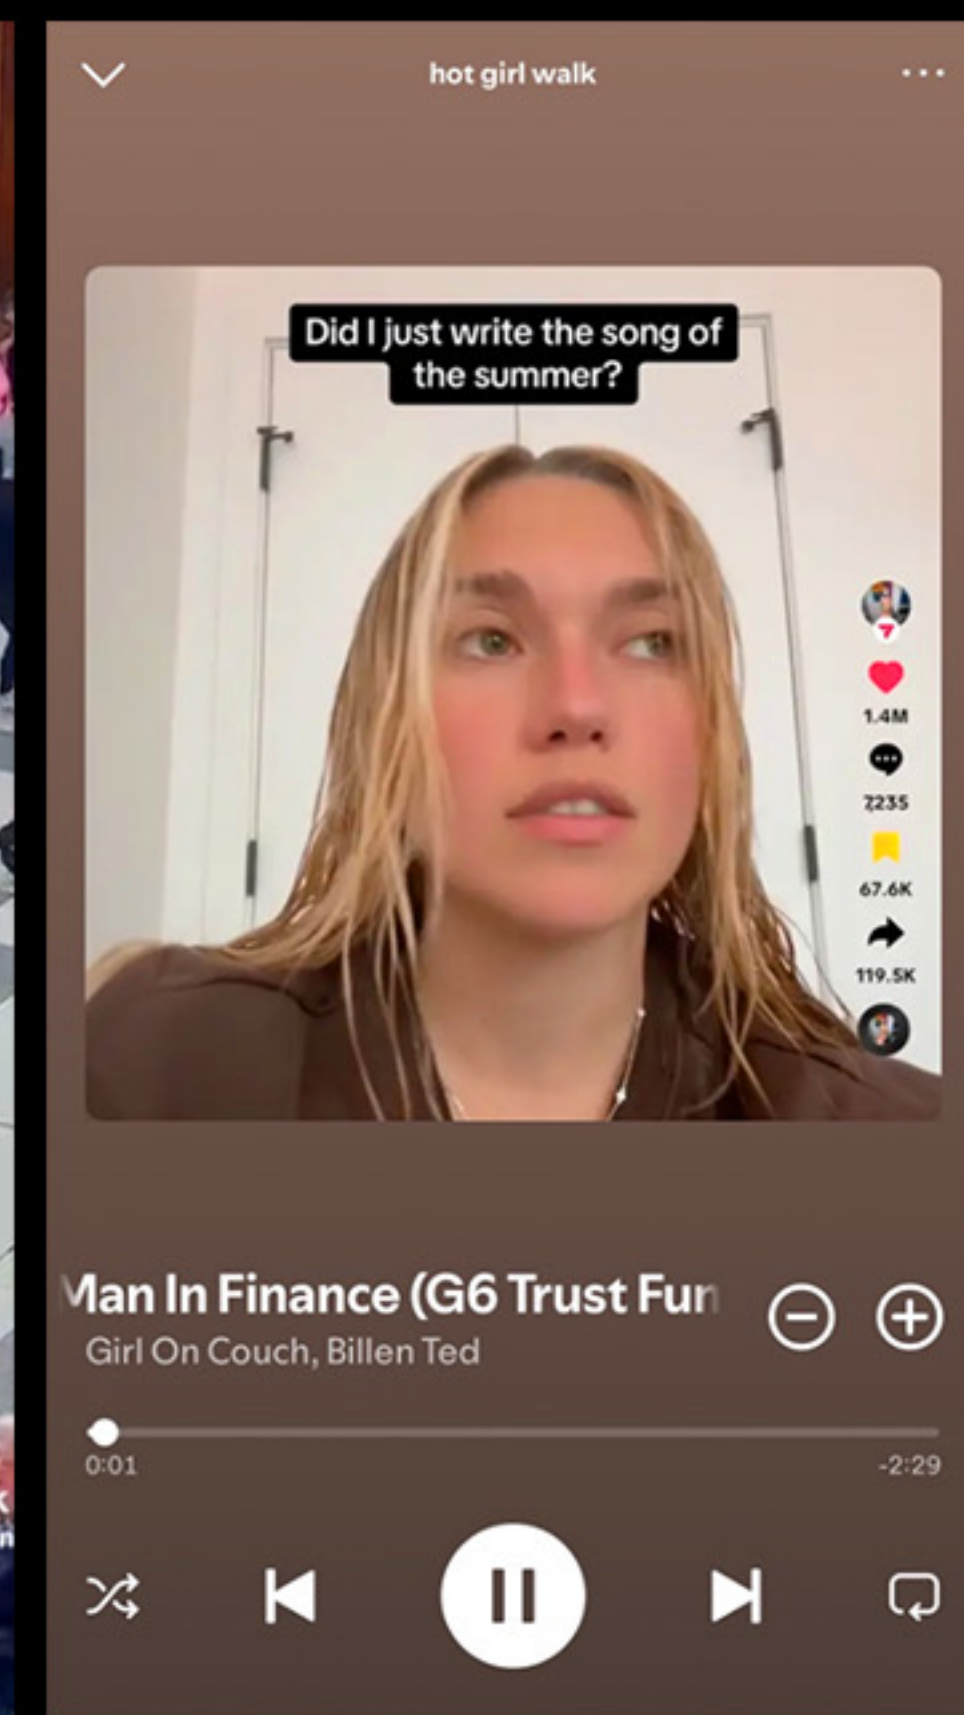 hot girl walk
Did I just write the song of
the summer?
1.4M
7235
67.6K
119.5K
Man In Finance (G6 Trust Fun
Girl On Couch, Billen Ted
0:01
-2:29